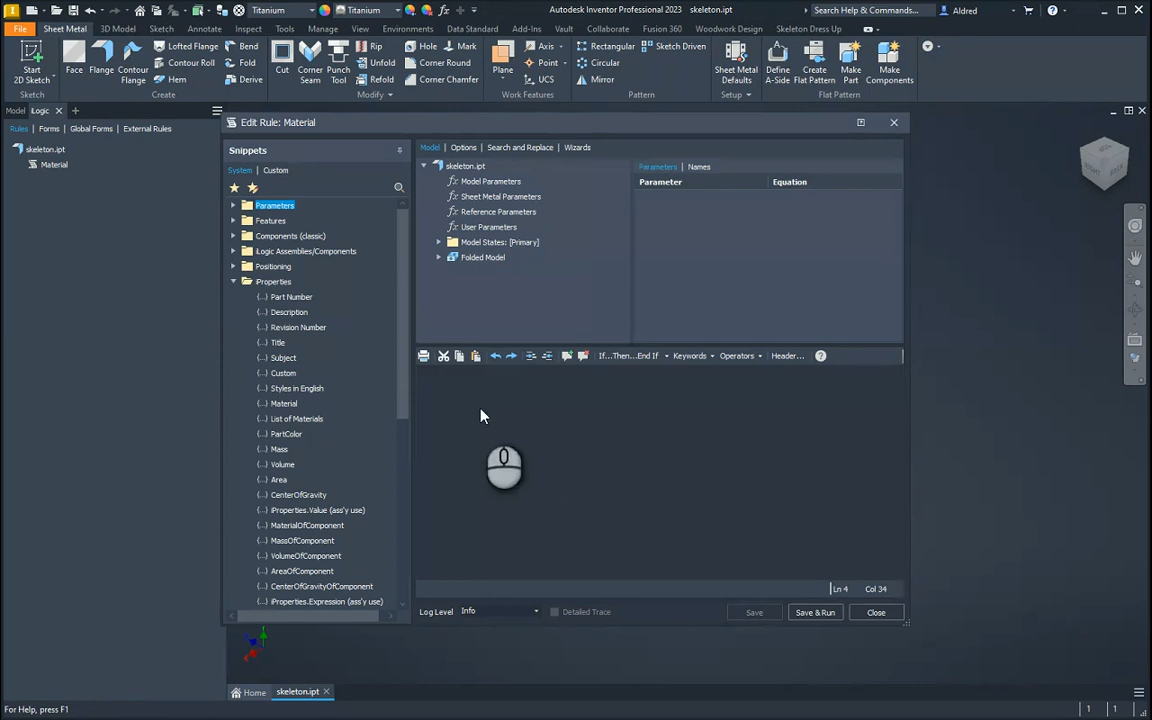 Titanium
Titanium
Autodesk Inventor Professional 2023 skeleton.ipt
Search Help & Commands...
Aldred
File
Sheet Metal
3D Model
Sketch
Annotate
Inspect
Tools
Manage
View
Environments
Data Standard
Add-Ins
Vault
Collaborate
Fusion 360
Woodwork Design
Skeleton Dress Up
Start
2D Sketch
Face
Flange
Contour
Flange
Lofted Flange
Contour Roll
Hem
Bend
Fold
Derive
Cut
Corner
Seam
Punch
Tool
Rip
Unfold
Refold
Hole
Mark
Corner Round
Corner Chamfer
Plane
Axis
Point
UCS
Rectangular
Circular
Mirror
Sketch Driven
Sheet Metal
Defaults
Define
A-Side
Create
Flat Pattern
Make
Part
Make
Components
Sketch
Create
Modify
Work Features
Pattern
Setup
Flat Pattern
Model
Logic
Rules
Forms
Global Forms
External Rules
skeleton.ipt
Material
Edit Rule: Material
Snippets
System
Custom
Parameters
Features
Components (classic)
iLogic Assemblies/Components
Positioning
iProperties
Part Number
Description
Revision Number
Title
Subject
Custom
Styles in English
Material
List of Materials
PartColor
Mass
Volume
Area
CenterOfGravity
iProperties.Value (ass'y use)
MaterialOfComponent
MassOfComponent
VolumeOfComponent
AreaOfComponent
CenterOfGravityOfComponent
iProperties.Expression (ass'y use)
Model
Options
Search and Replace
Wizards
skeleton.ipt
Model Parameters
Sheet Metal Parameters
Reference Parameters
User Parameters
Model States: [Primary]
Folded Model
Parameters
Names
Parameter
Equation
If...Then...End If
Keywords
Operators
Header...
Ln 4
Col 34
Log Level
Info
Detailed Trace
Save
Save & Run
Close
Home
skeleton.ipt
For Help, press F1
1
1